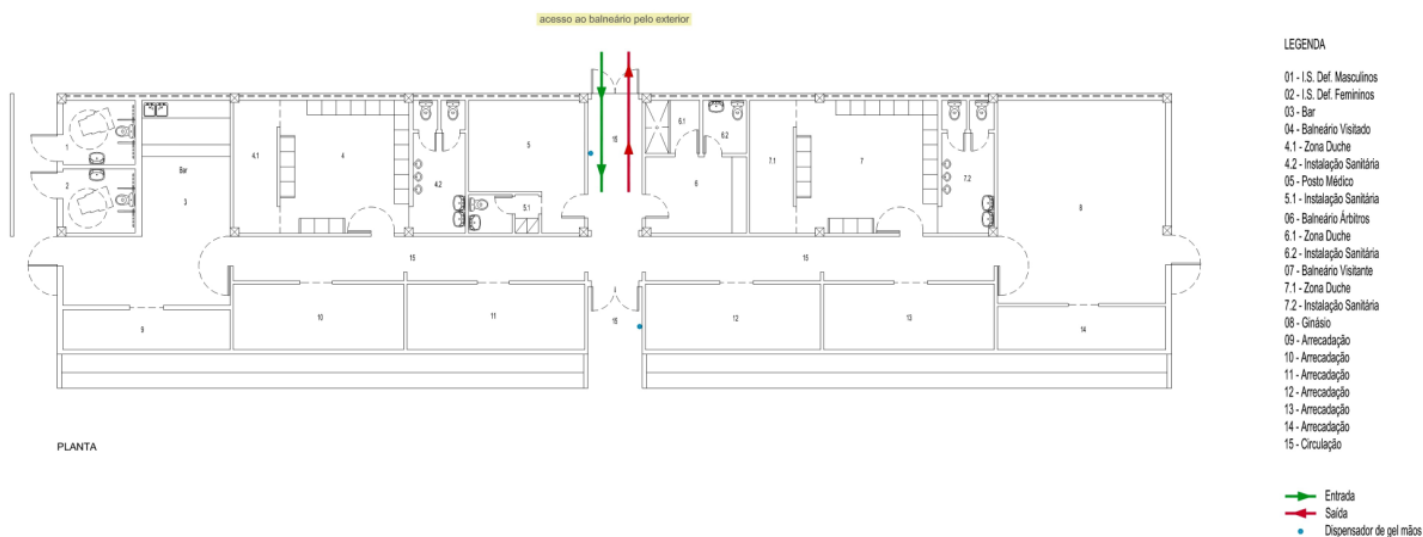 acesso ao balneário pelo exterior
LEGENDA
01 - I.S. Def. Masculinos
02 - I.S. Def. Femininos
03 - Bar
04 - Balneário Visitado
4.1 - Zona Duche
4.2 - Instalação Sanitária
05 - Posto Médico
5.1 - Instalação Sanitária
06 - Balneário Árbitros
6.1 - Zona Duche
6.2 - Instalação Sanitária
07 - Balneário Visitante
7.1 - Zona Duche
7.2 - Instalação Sanitária
08 - Ginásio
09 - Arrecadação
10 - Arrecadação
11 - Arrecadação
12 - Arrecadação
13 - Arrecadação
14 - Arrecadação
15 - Circulação
Entrada
Saída
Dispensador de gel mãos
1
2
Bar
3
4.1
4
4.2
5
5.1
15
6.1
6.2
6
7.1
7
7.2
8
15
15
9
10
11
15
12
13
14
PLANTA